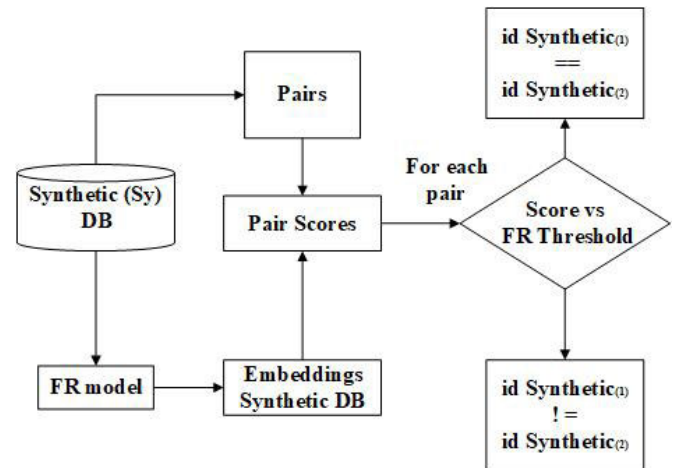 id Synthetic(1)
==
id Synthetic(2)
Pairs
For each
pair
Synthetic (Sy)
DB
Pair Scores
Score vs
FR Threshold
FR model
Embeddings
Synthetic DB
id Synthetic(1)
! =
id Synthetic(2)